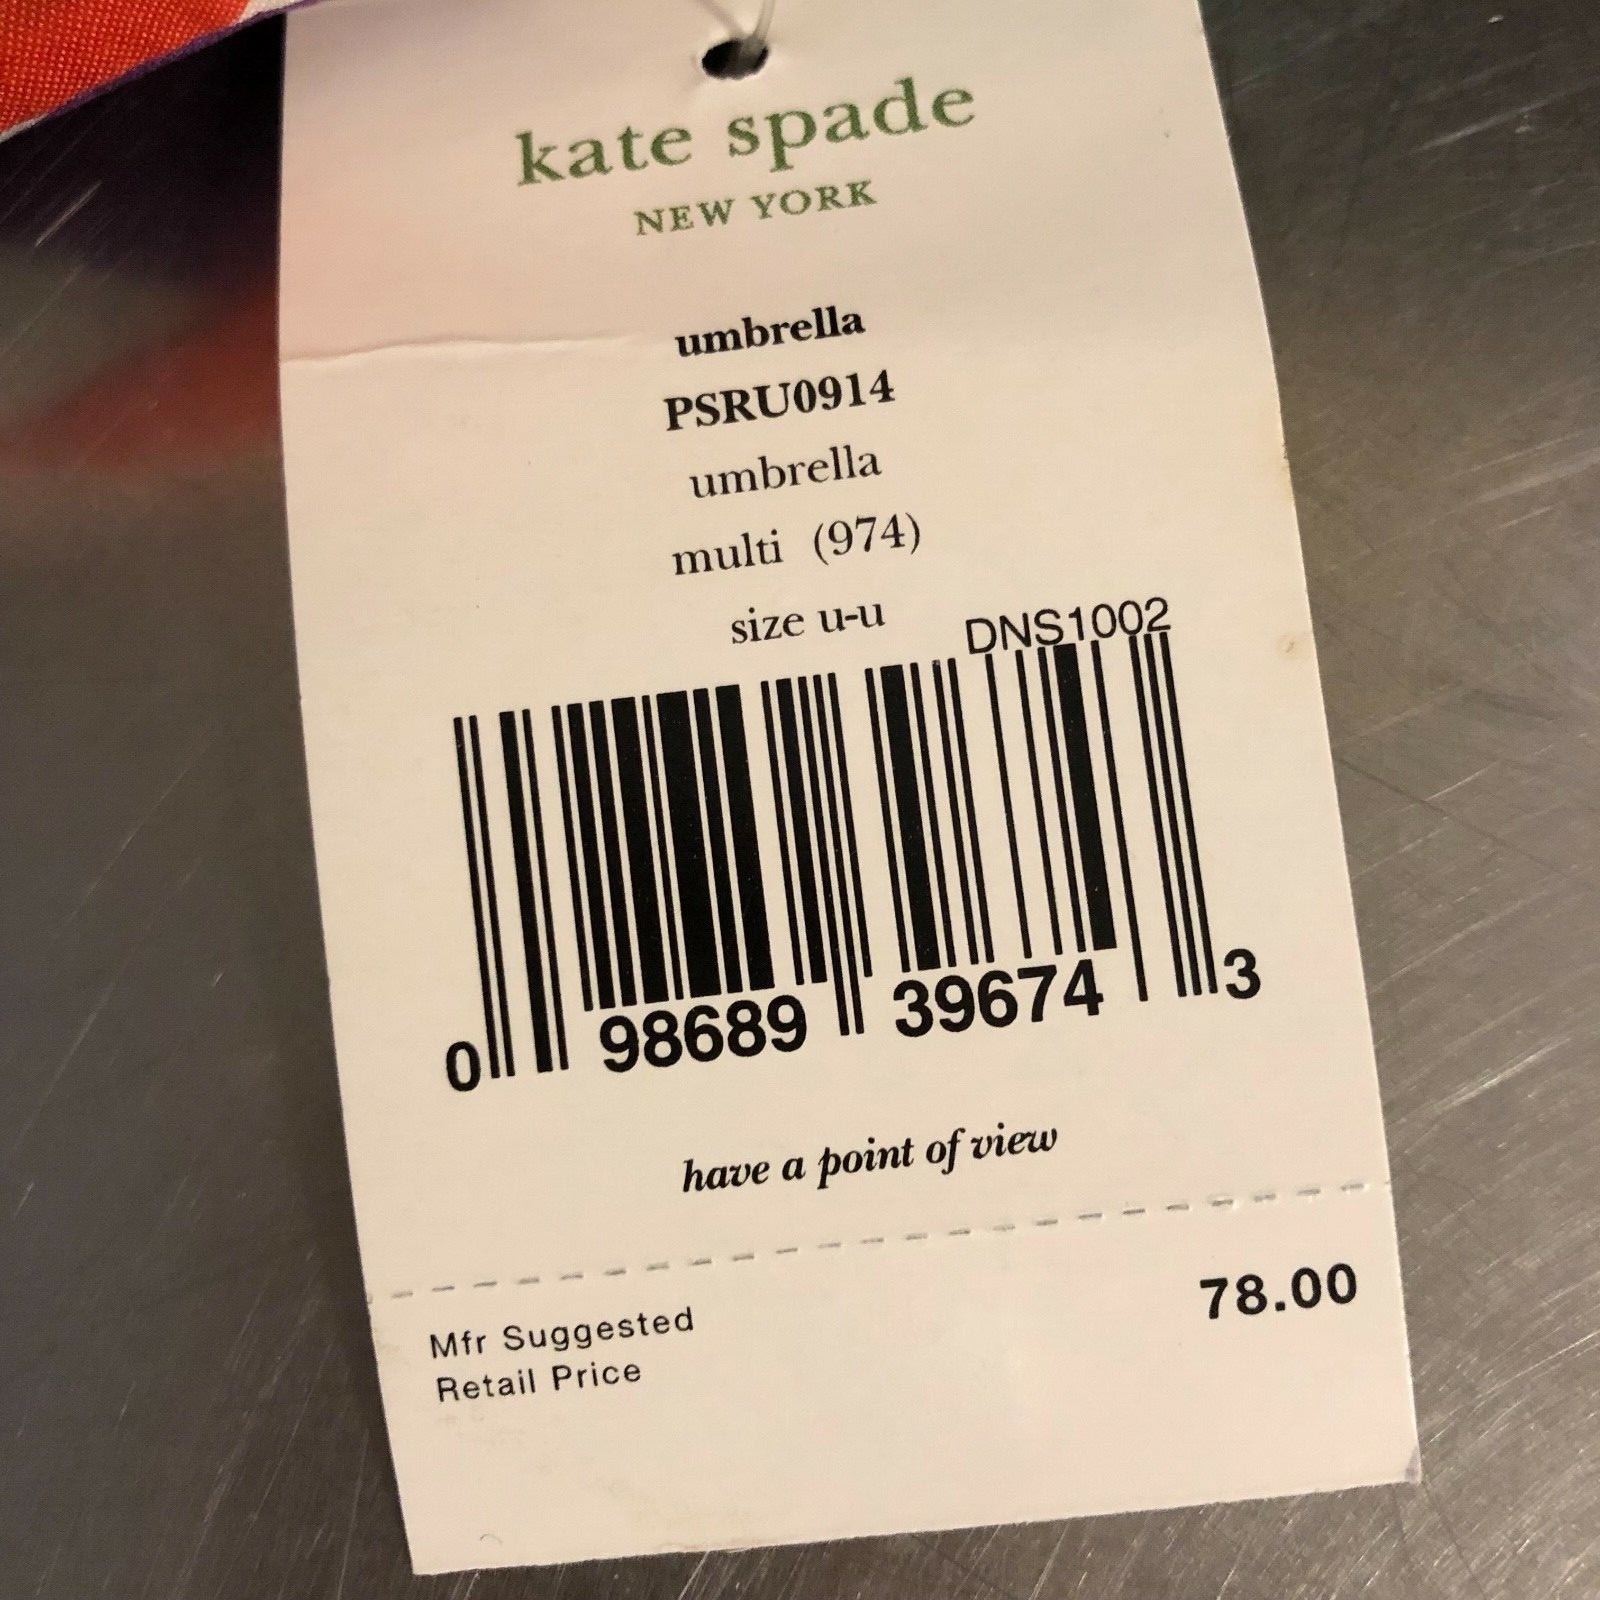 kate spade
NEW YORK
umbrella
PSRU0914
umbrella
multi (974)
size u-u
DNS1002
0 98689 39674 3
have a point of view
78.00
Mfr Suggested
Retail Price